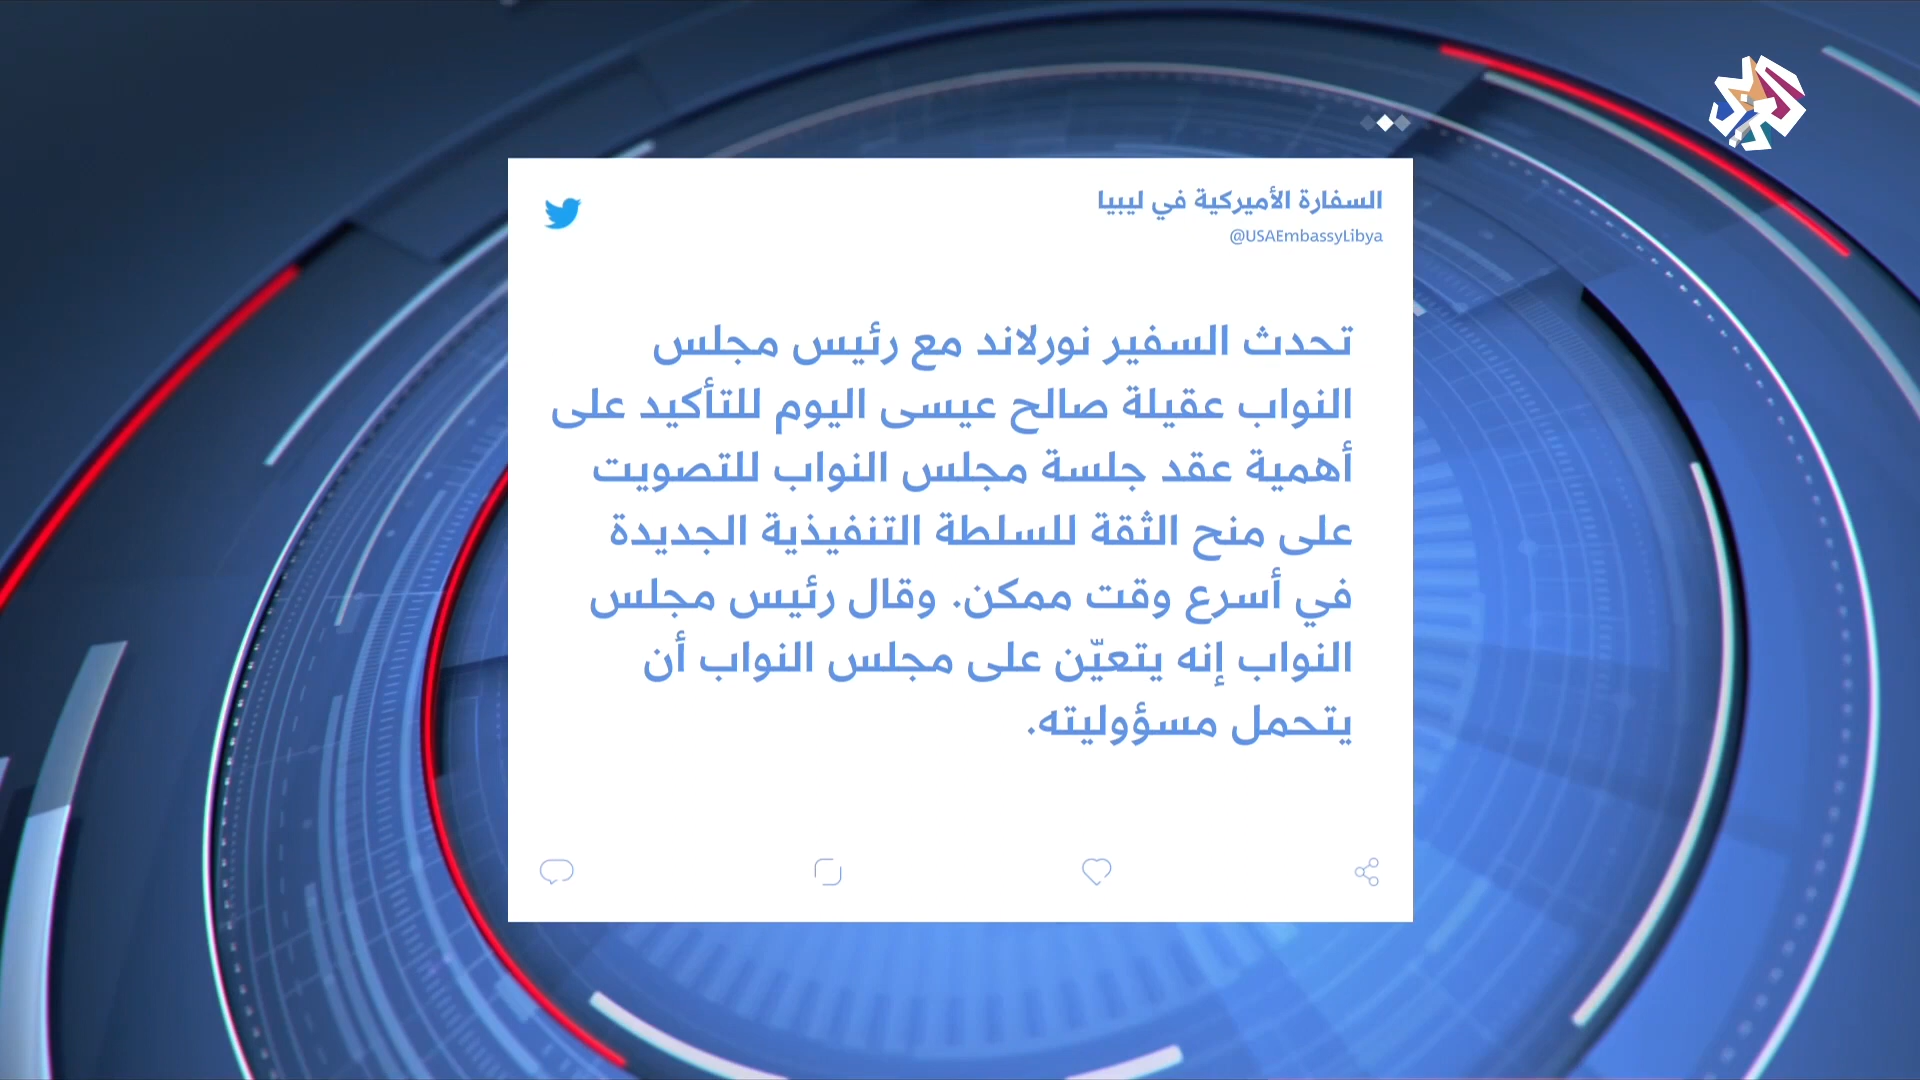 السفارة الأميركية في ليبيا
@USAEmbassyLibya
تحدث السفير نورلاند مع رئيس مجلس
النواب عقيلة صالح عيسى اليوم للتأكيد على
أهمية عقد جلسة مجلس النواب للتصويت
على منح الثقة للسلطة التنفيذية الجديدة
في أسرع وقت ممكن. وقال رئيس مجلس
النواب إنه يتعيّن على مجلس النواب أن
يتحمل مسؤوليته.